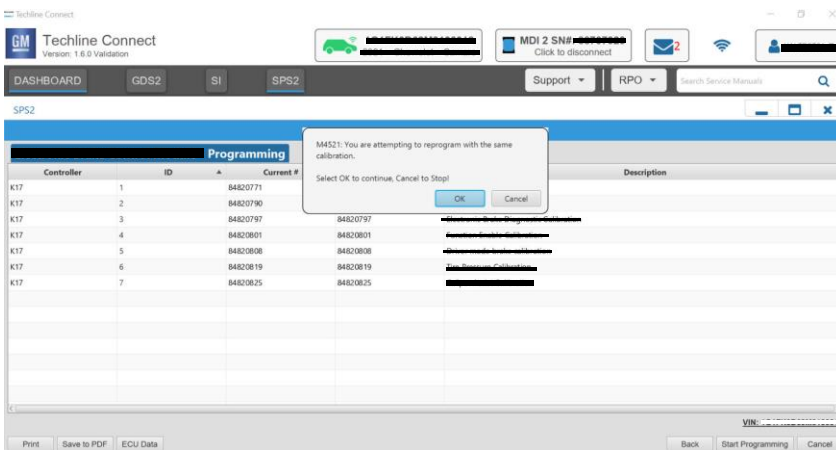 Techline Connect
GM
Techline Connect
Version: 1.6.0 Validation
MDI 2 SN#
Click to disconnect
2
DASHBOARD GDS2 SI SPS2 Support RPO Search Service Manuals
SPS2
Programming
M4521: You are attempting to reprogram with the same
calibration.
Select OK to continue, Cancel to Stop!
OK Cancel
Controller ID Current # Description
K17 1 84820771
K17 2 84820790
K17 3 84820797 84820797
K17 4 84820801 84820801
K17 5 84820808 84820808
K17 6 84820819 84820819
K17 7 84820825 84820825
VIN:
Print Save to PDF ECU Data Back Start Programming Cancel